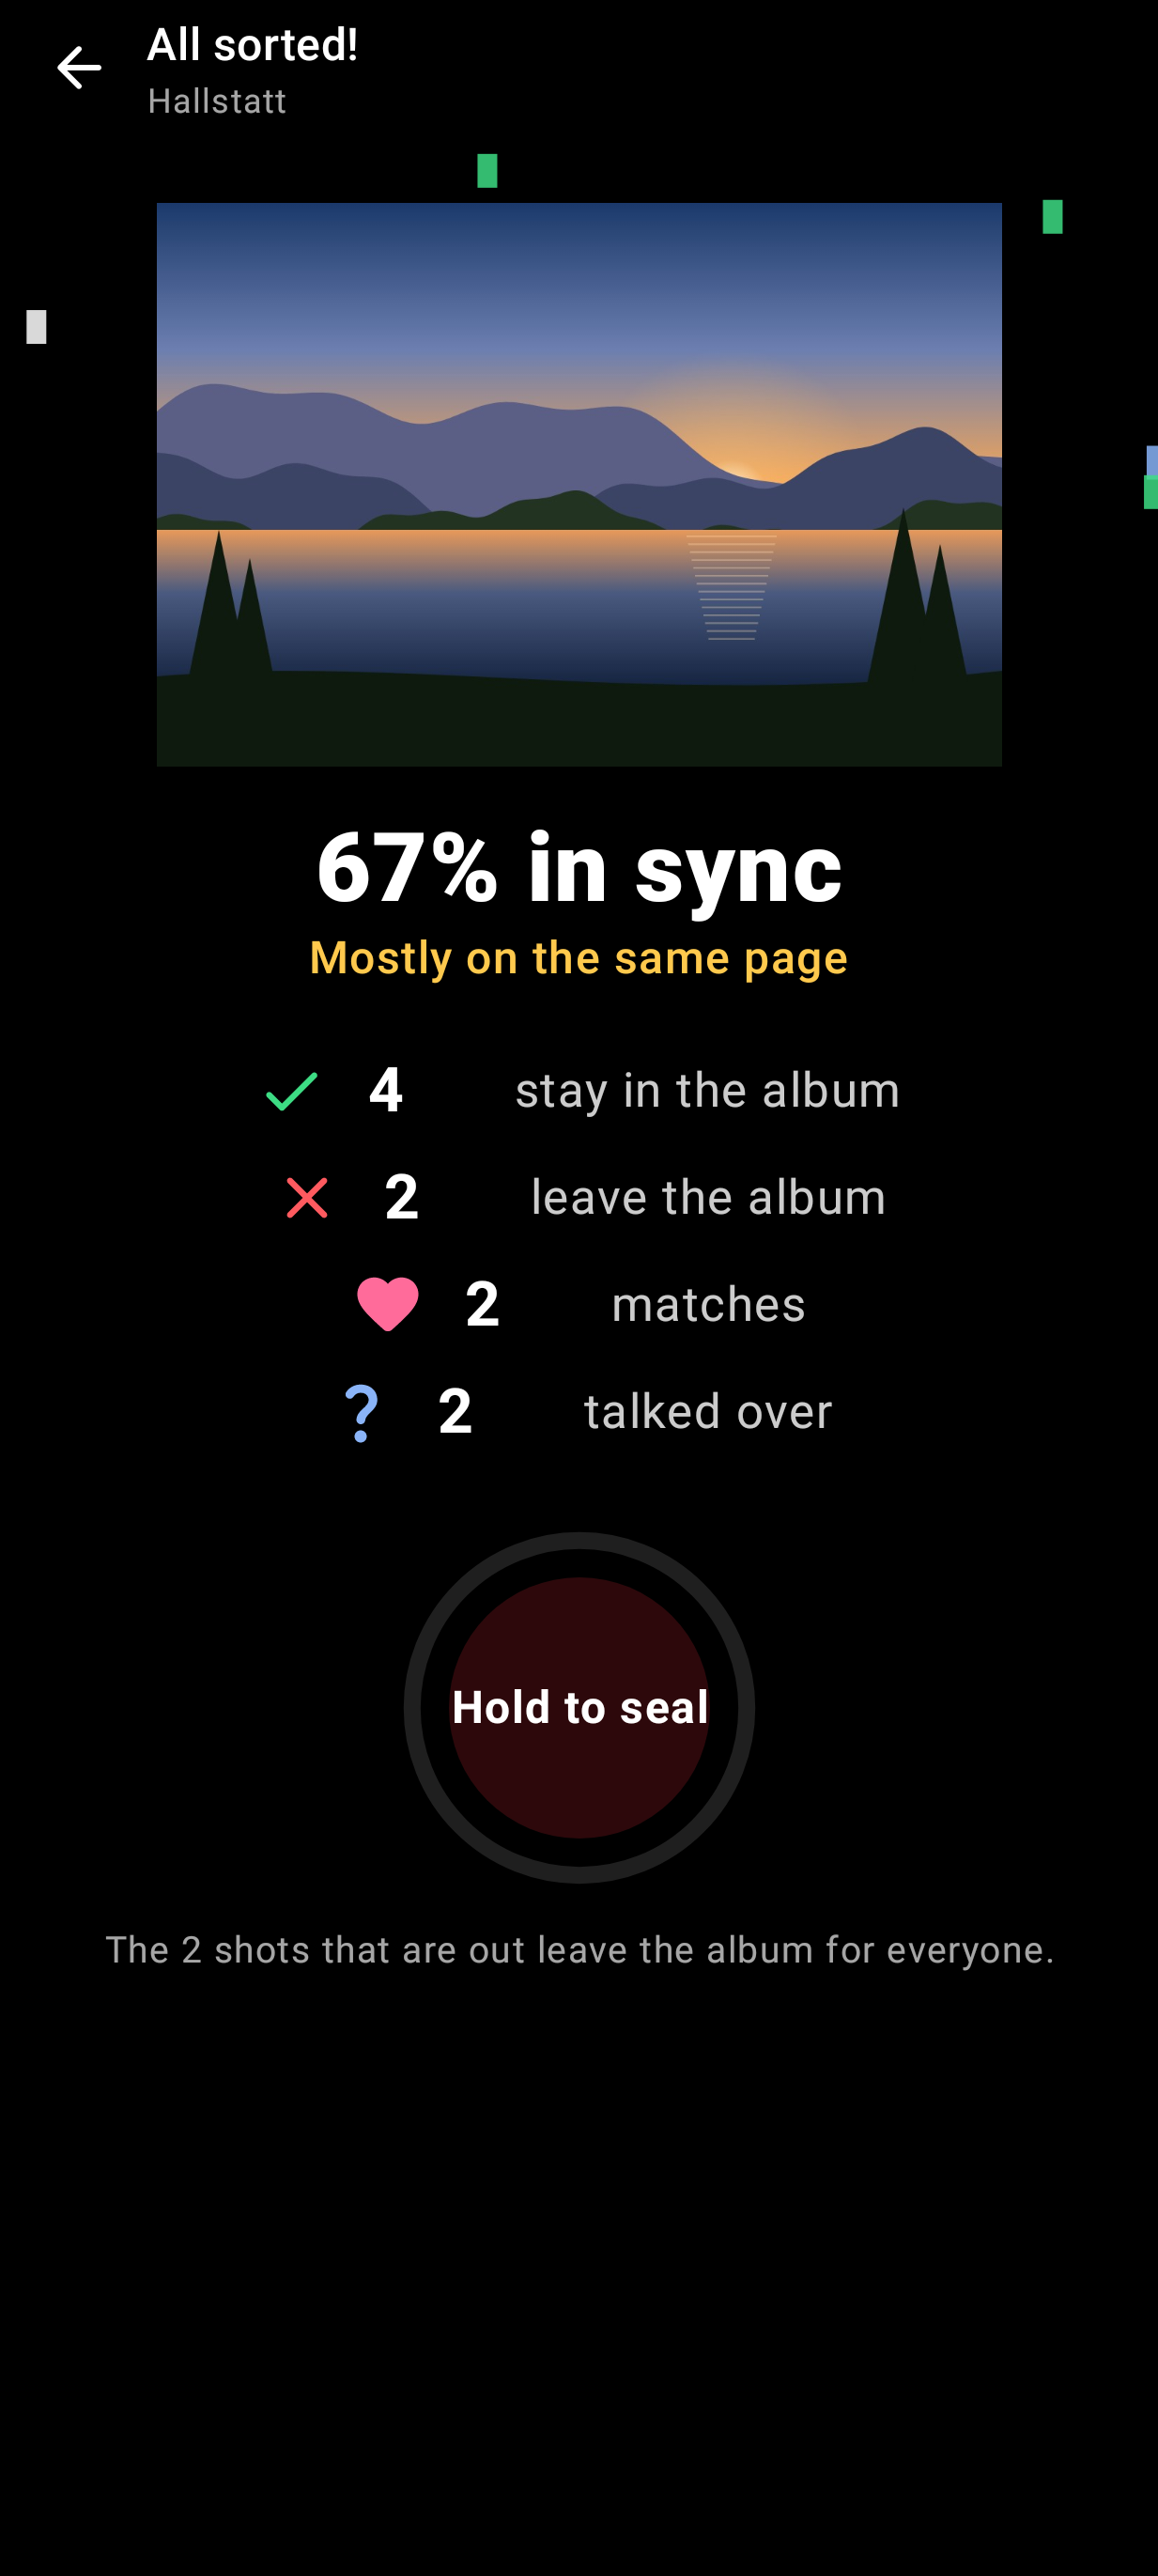 All sorted!
Hallstatt
67% in sync
Mostly on the same page
4 stay in the album
2 leave the album
2 matches
? 2 talked over
Hold to seal
The 2 shots that are out leave the album for everyone.